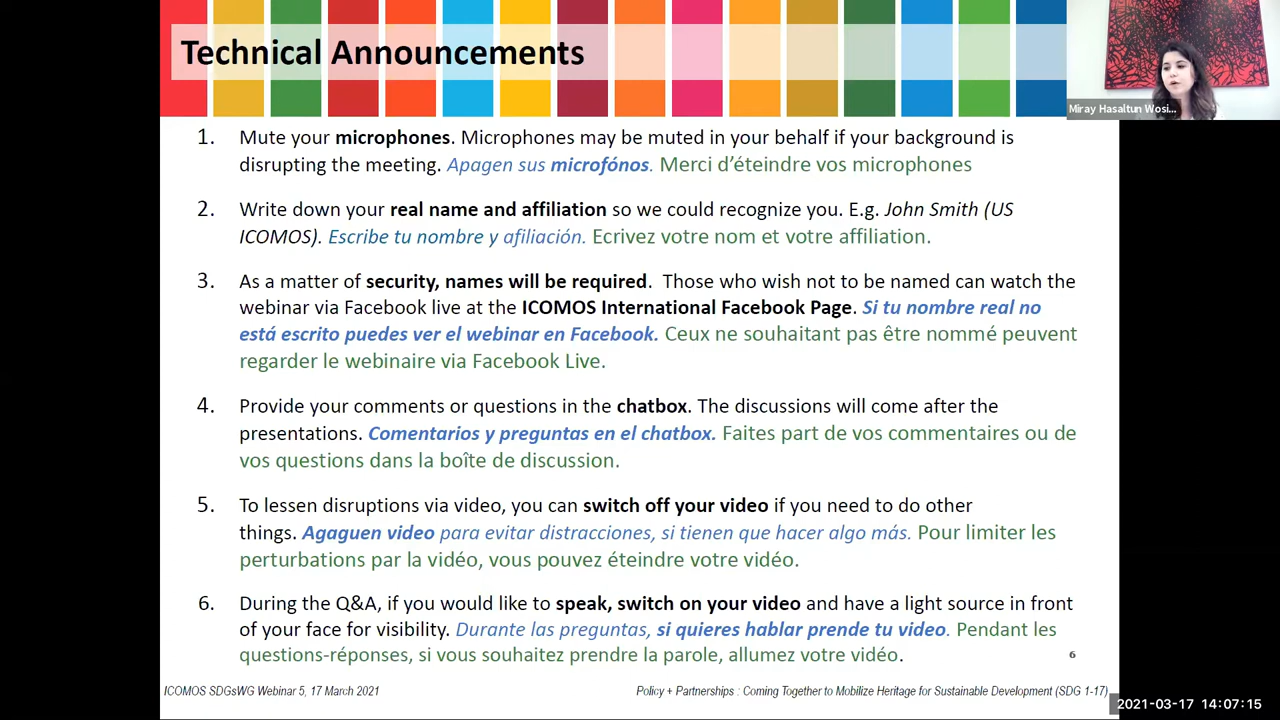 Technical Announcements
Miray Hasaltun Wosi...
1. Mute your microphones. Microphones may be muted in your behalf if your background is
disrupting the meeting. Apagen sus microfónos. Merci d’éteindre vos microphones
2. Write down your real name and affiliation so we could recognize you. E.g. John Smith (US
ICOMOS). Escribe tu nombre y afiliación. Ecrivez votre nom et votre affiliation.
3. As a matter of security, names will be required. Those who wish not to be named can watch the
webinar via Facebook live at the ICOMOS International Facebook Page. Si tu nombre real no
está escrito puedes ver el webinar en Facebook. Ceux ne souhaitant pas être nommé peuvent
regarder le webinaire via Facebook Live.
4. Provide your comments or questions in the chatbox. The discussions will come after the
presentations. Comentarios y preguntas en el chatbox. Faites part de vos commentaires ou de
vos questions dans la boîte de discussion.
5. To lessen disruptions via video, you can switch off your video if you need to do other
things. Agaguen video para evitar distracciones, si tienen que hacer algo más. Pour limiter les
perturbations par la vidéo, vous pouvez éteindre votre vidéo.
6. During the Q&A, if you would like to speak, switch on your video and have a light source in front
of your face for visibility. Durante las preguntas, si quieres hablar prende tu video. Pendant les
questions-réponses, si vous souhaitez prendre la parole, allumez votre vidéo.
6
ICOMOS SDGsWG Webinar 5, 17 March 2021
Policy + Partnerships : Coming Together to Mobilize Heritage for Sustainable Development (SDG 1-17)
2021-03-17 14:07:15